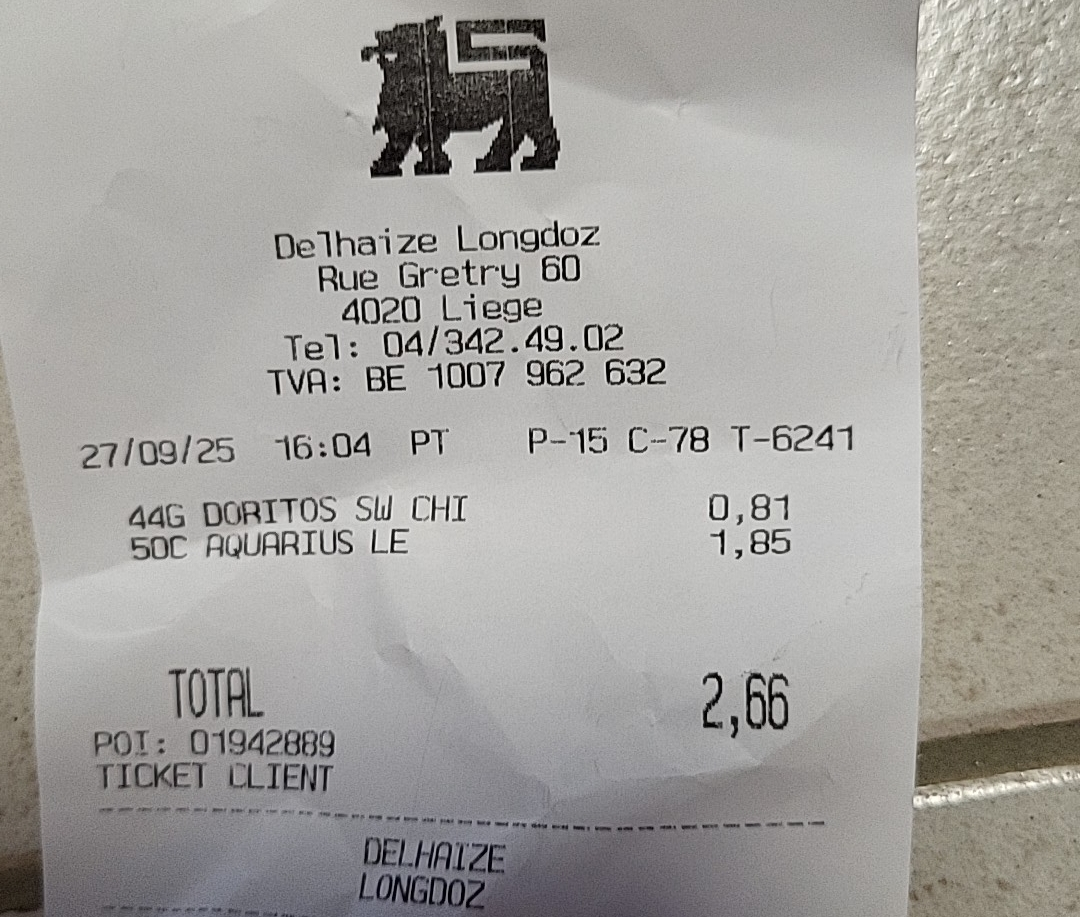 Delhaize Longdoz
Rue Gretry 60
4020 Liege
Tel: 04/342.49.02
TVA: BE 1007 962 632
27/09/25 16:04 PT P-15 C-78 T-6241
44G DORITOS SW CHI 0,81
50C AQUARIUS LE 1,85
TOTAL 2,66
POI: 01942889
TICKET CLIENT
DELHAIZE
LONGDOZ